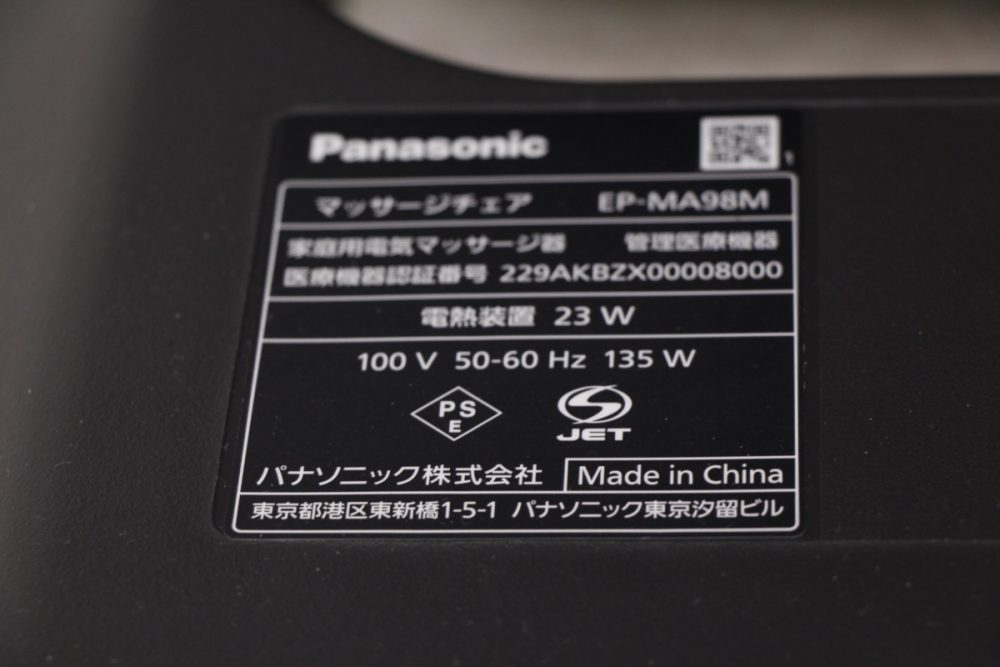 Panasonic
マッサージチェア EP-MA98M
家庭用電気マッサージ器 管理医療機器
医療機器認証番号 229AKBZX00008000
電熱装置 23 W
100 V 50-60 Hz 135 W
PS
E
JET
パナソニック株式会社 Made in China
東京都港区東新橋1-5-1 パナソニック東京汐留ビル